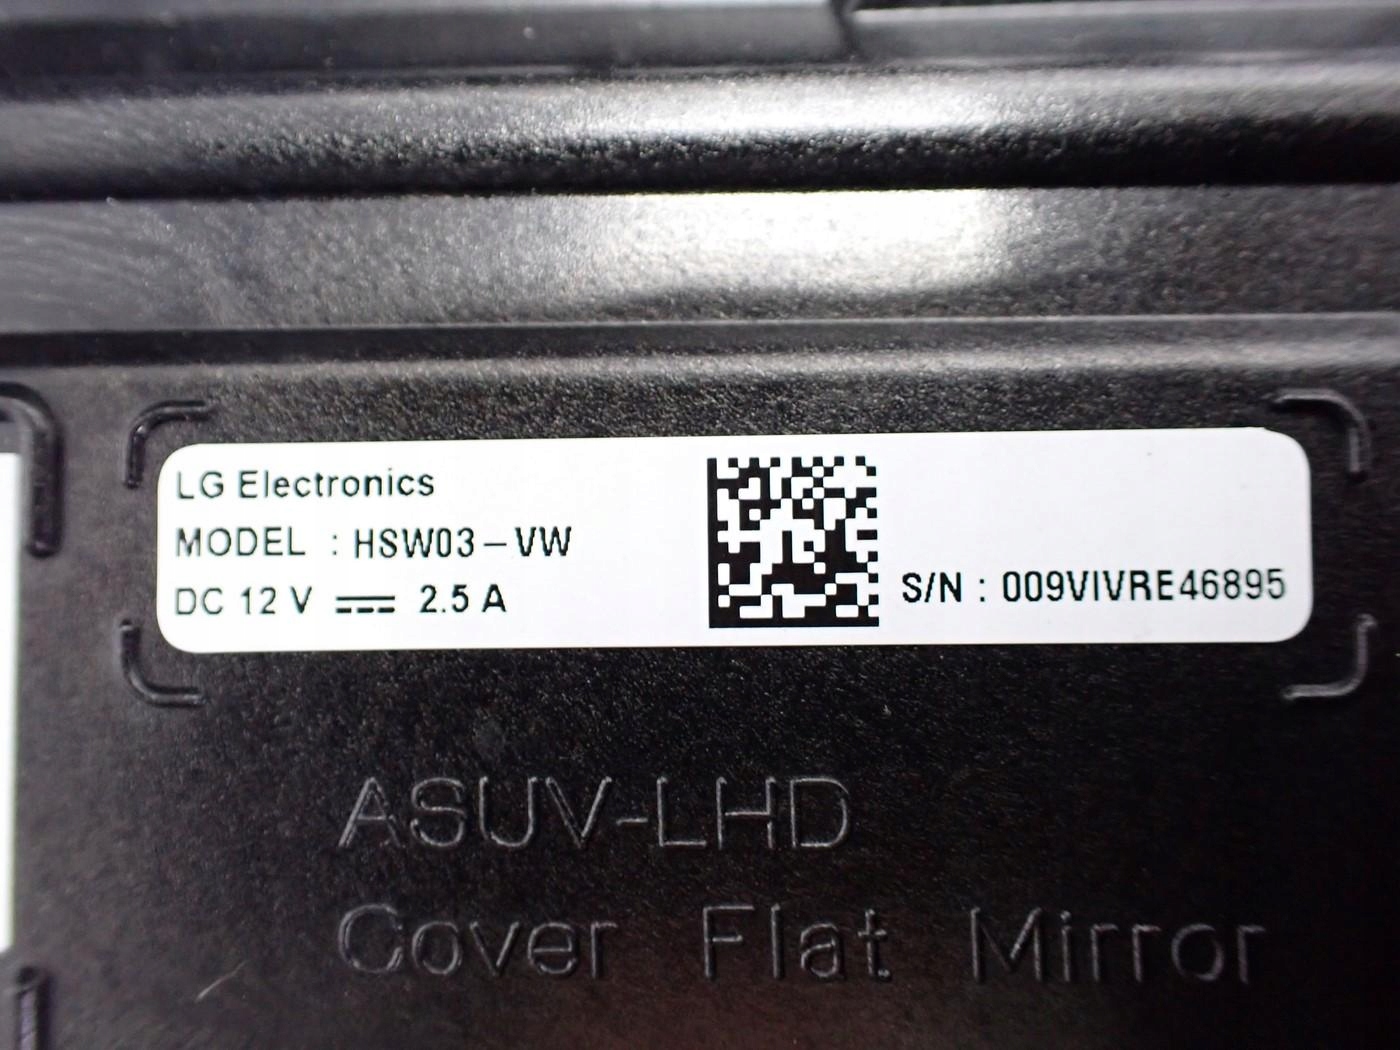 LG Electronics
MODEL : HSW03-VW
DC 12 V ⎓ 2.5 A
S/N : 009VIVRE46895
ASUV-LHD
Cover Flat Mirror